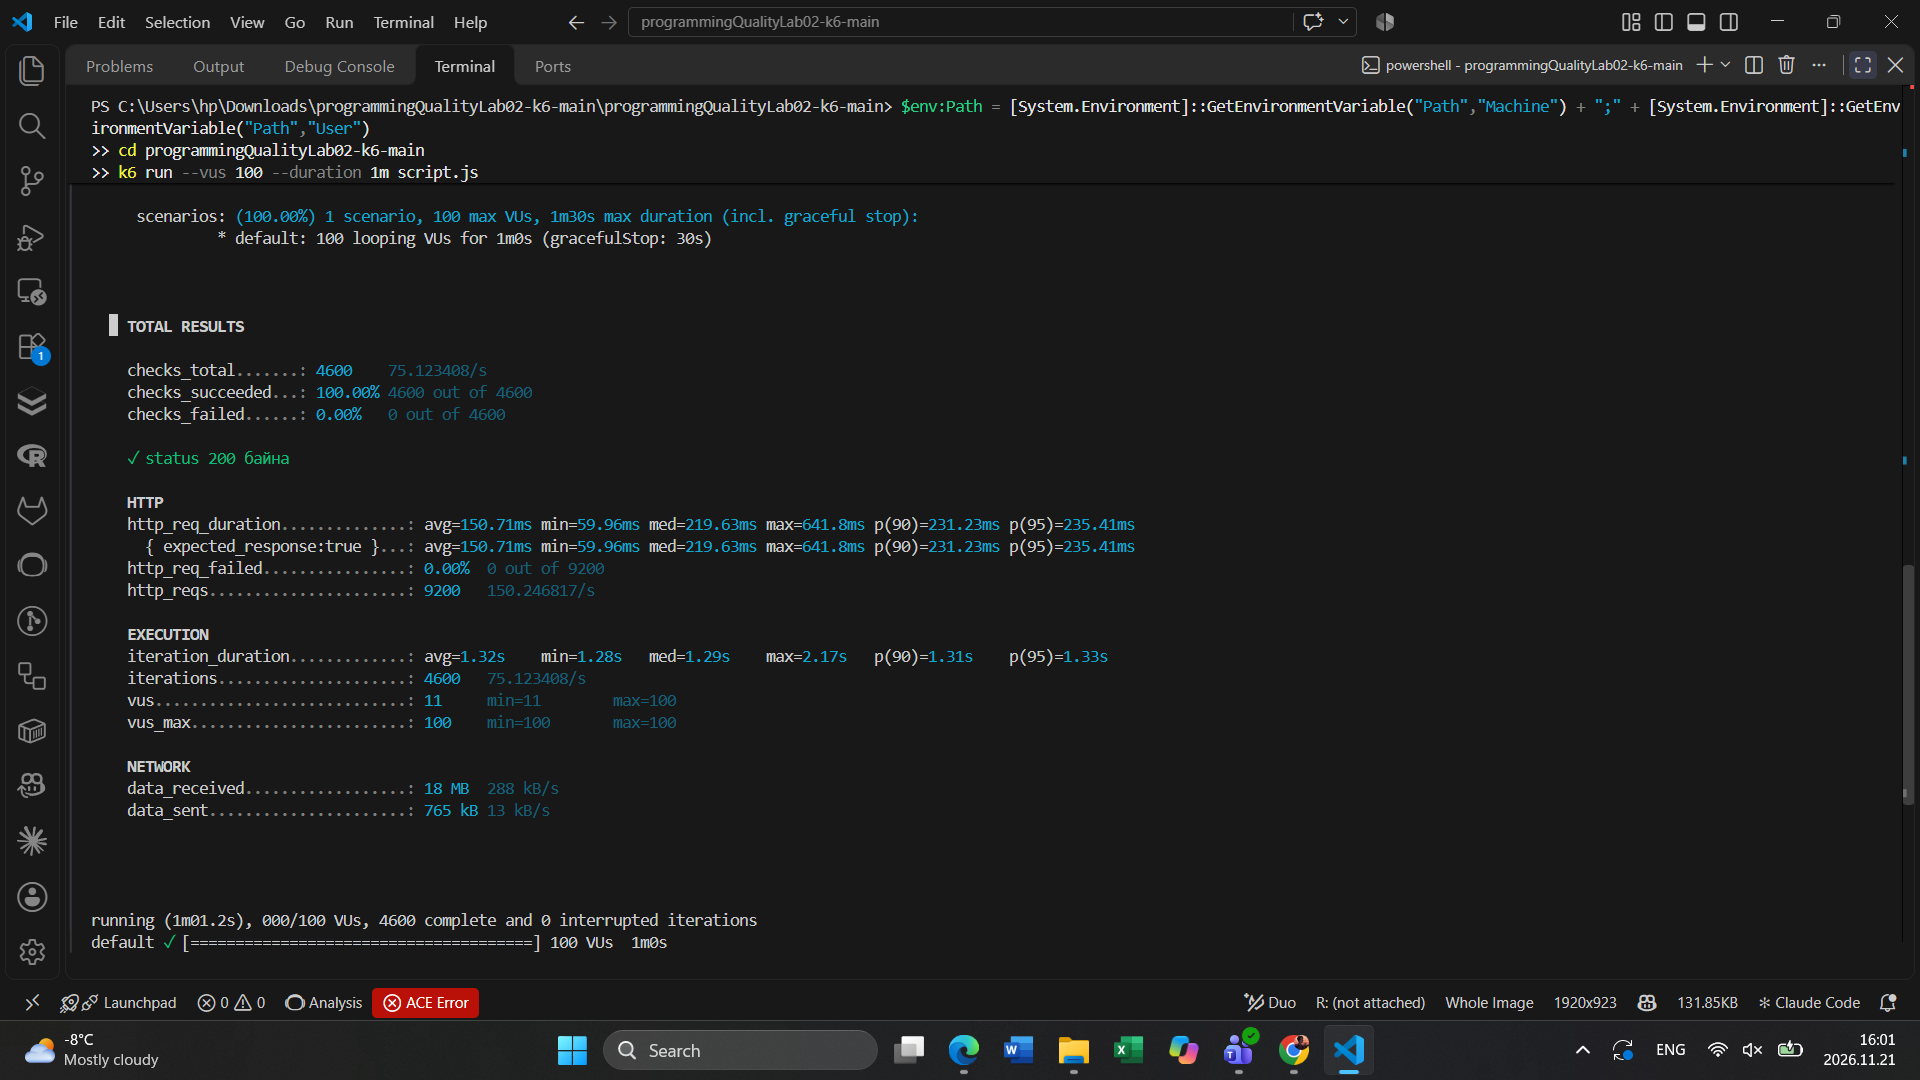 File Edit Selection View Go Run Terminal Help
programmingQualityLab02-k6-main
Problems Output Debug Console Terminal Ports
powershell - programmingQualityLab02-k6-main
PS C:\Users\hp\Downloads\programmingQualityLab02-k6-main\programmingQualityLab02-k6-main> $env:Path = [System.Environment]::GetEnvironmentVariable("Path","Machine") + ";" + [System.Environment]::GetEnv
ironmentVariable("Path","User")
>> cd programmingQualityLab02-k6-main
>> k6 run --vus 100 --duration 1m script.js
scenarios: (100.00%) 1 scenario, 100 max VUs, 1m30s max duration (incl. graceful stop):
* default: 100 looping VUs for 1m0s (gracefulStop: 30s)
TOTAL RESULTS
checks_total.......: 4600 75.123408/s
checks_succeeded...: 100.00% 4600 out of 4600
checks_failed......: 0.00% 0 out of 4600
✓ status 200 байна
HTTP
http_req_duration..............: avg=150.71ms min=59.96ms med=219.63ms max=641.8ms p(90)=231.23ms p(95)=235.41ms
{ expected_response:true }...: avg=150.71ms min=59.96ms med=219.63ms max=641.8ms p(90)=231.23ms p(95)=235.41ms
http_req_failed................: 0.00% 0 out of 9200
http_reqs......................: 9200 150.246817/s
EXECUTION
iteration_duration.............: avg=1.32s min=1.28s med=1.29s max=2.17s p(90)=1.31s p(95)=1.33s
iterations.....................: 4600 75.123408/s
vus............................: 11 min=11 max=100
vus_max........................: 100 min=100 max=100
NETWORK
data_received..................: 18 MB 288 kB/s
data_sent......................: 765 kB 13 kB/s
running (1m01.2s), 000/100 VUs, 4600 complete and 0 interrupted iterations
default ✓ [======================================] 100 VUs 1m0s
1
Launchpad 0 0 Analysis ACE Error Duo R: (not attached) Whole Image 1920x923 131.85KB Claude Code
-8°C
Mostly cloudy
Search
ENG
16:01
2026.11.21